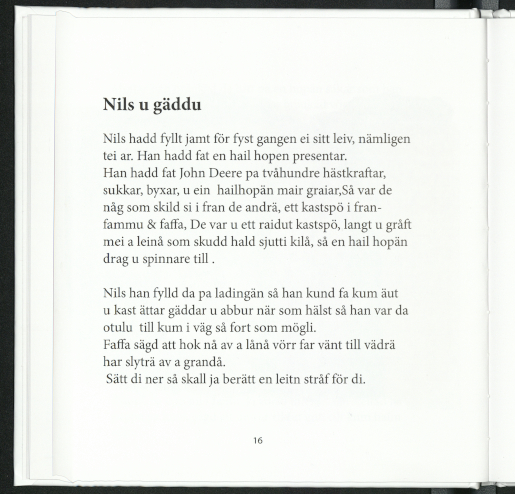 Nils u gäddu
Nils hadd fyllt jamt för fyst gangen ei sitt leiv, nämligen
tei ar. Han hadd fat en hail hopen presentar.
Han hadd fat John Deere pa tvåhundre hästkraftar,
sukkar, byxar, u ein  hailhopän mair graiar,Så var de
någ som skild si i fran de andrä, ett kastspö i fran-
fammu & faffa, De var u ett raidut kastspö, langt u gråft
mei a leinå som skudd hald sjutti kilå, så en hail hopän
drag u spinnare till .
Nils han fylld da pa ladingän så han kund fa kum äut
u kast ättar gäddar u abbur när som hälst så han var da
otulu  till kum i väg så fort som mögli.
Faffa sägd att hok nå av a lånå vörr far vänt till vädrä
har slyträ av a grandå.
Sätt di ner så skall ja berätt en leitn stråf för di.
16